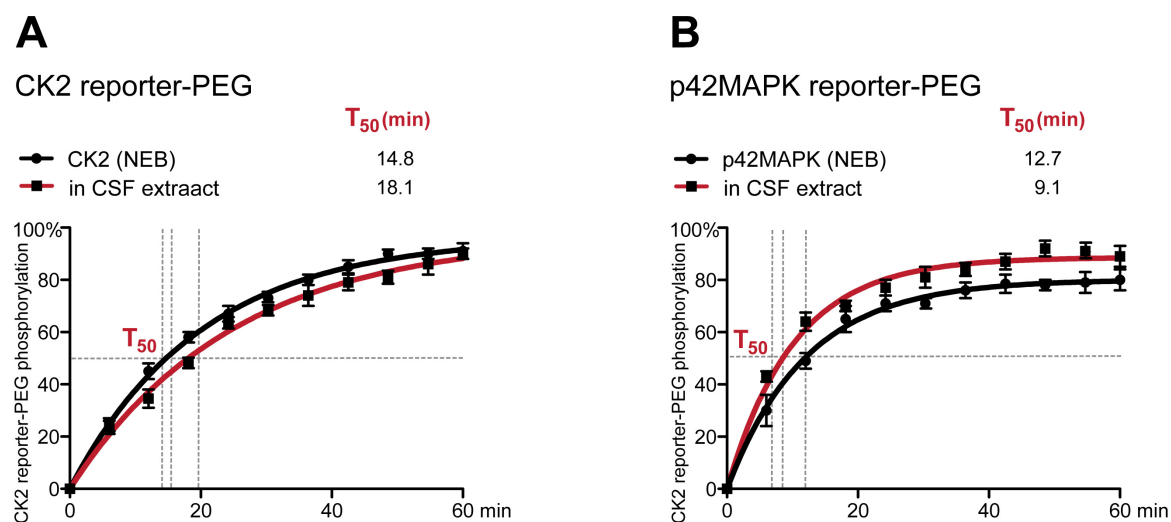 A
CK2 reporter-PEG
T50 (min)
CK2 (NEB) 14.8
in CSF extraact 18.1
100%
80
60
40
20
0
CK2 reporter-PEG phosphorylation
T50
0 20 40 60 min
B
p42MAPK reporter-PEG
T50 (min)
p42MAPK (NEB) 12.7
in CSF extract 9.1
100%
80
60
40
20
0
CK2 reporter-PEG phosphorylation
T50
0 20 40 60 min